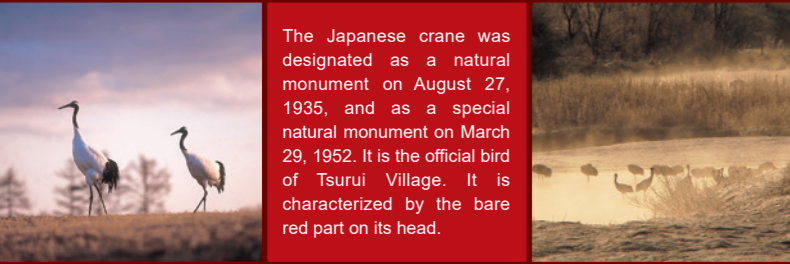 The Japanese crane was
designated as a natural
monument on August 27,
1935, and as a special
natural monument on March
29, 1952. It is the official bird
of Tsurui Village. It is
characterized by the bare
red part on its head.